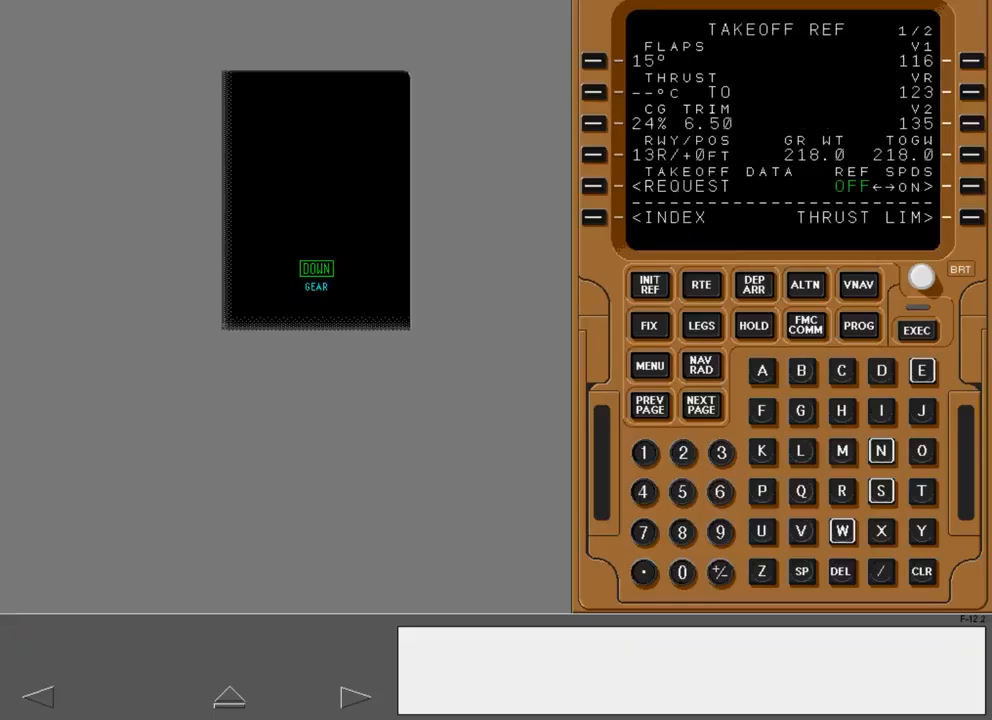 TAKEOFF REF 1/2
FLAPS V1
15° 116
THRUST VR
--°C TO 123
CG TRIM V2
24% 6.50 135
RWY/POS GR WT TOGW
13R/+0FT 218.0 218.0
TAKEOFF DATA REF SPDS
<REQUEST OFF←→ON>
--------------------------------
<INDEX THRUST LIM>
DOWN
GEAR
BRT
INIT REF RTE DEP ARR ALTN VNAV
FIX LEGS HOLD FMC COMM PROG EXEC
MENU NAV RAD
PREV PAGE NEXT PAGE
A B C D E
F G H I J
1 2 3 K L M N O
4 5 6 P Q R S T
7 8 9 U V W X Y
. 0 +/- Z SP DEL / CLR
F-12.2